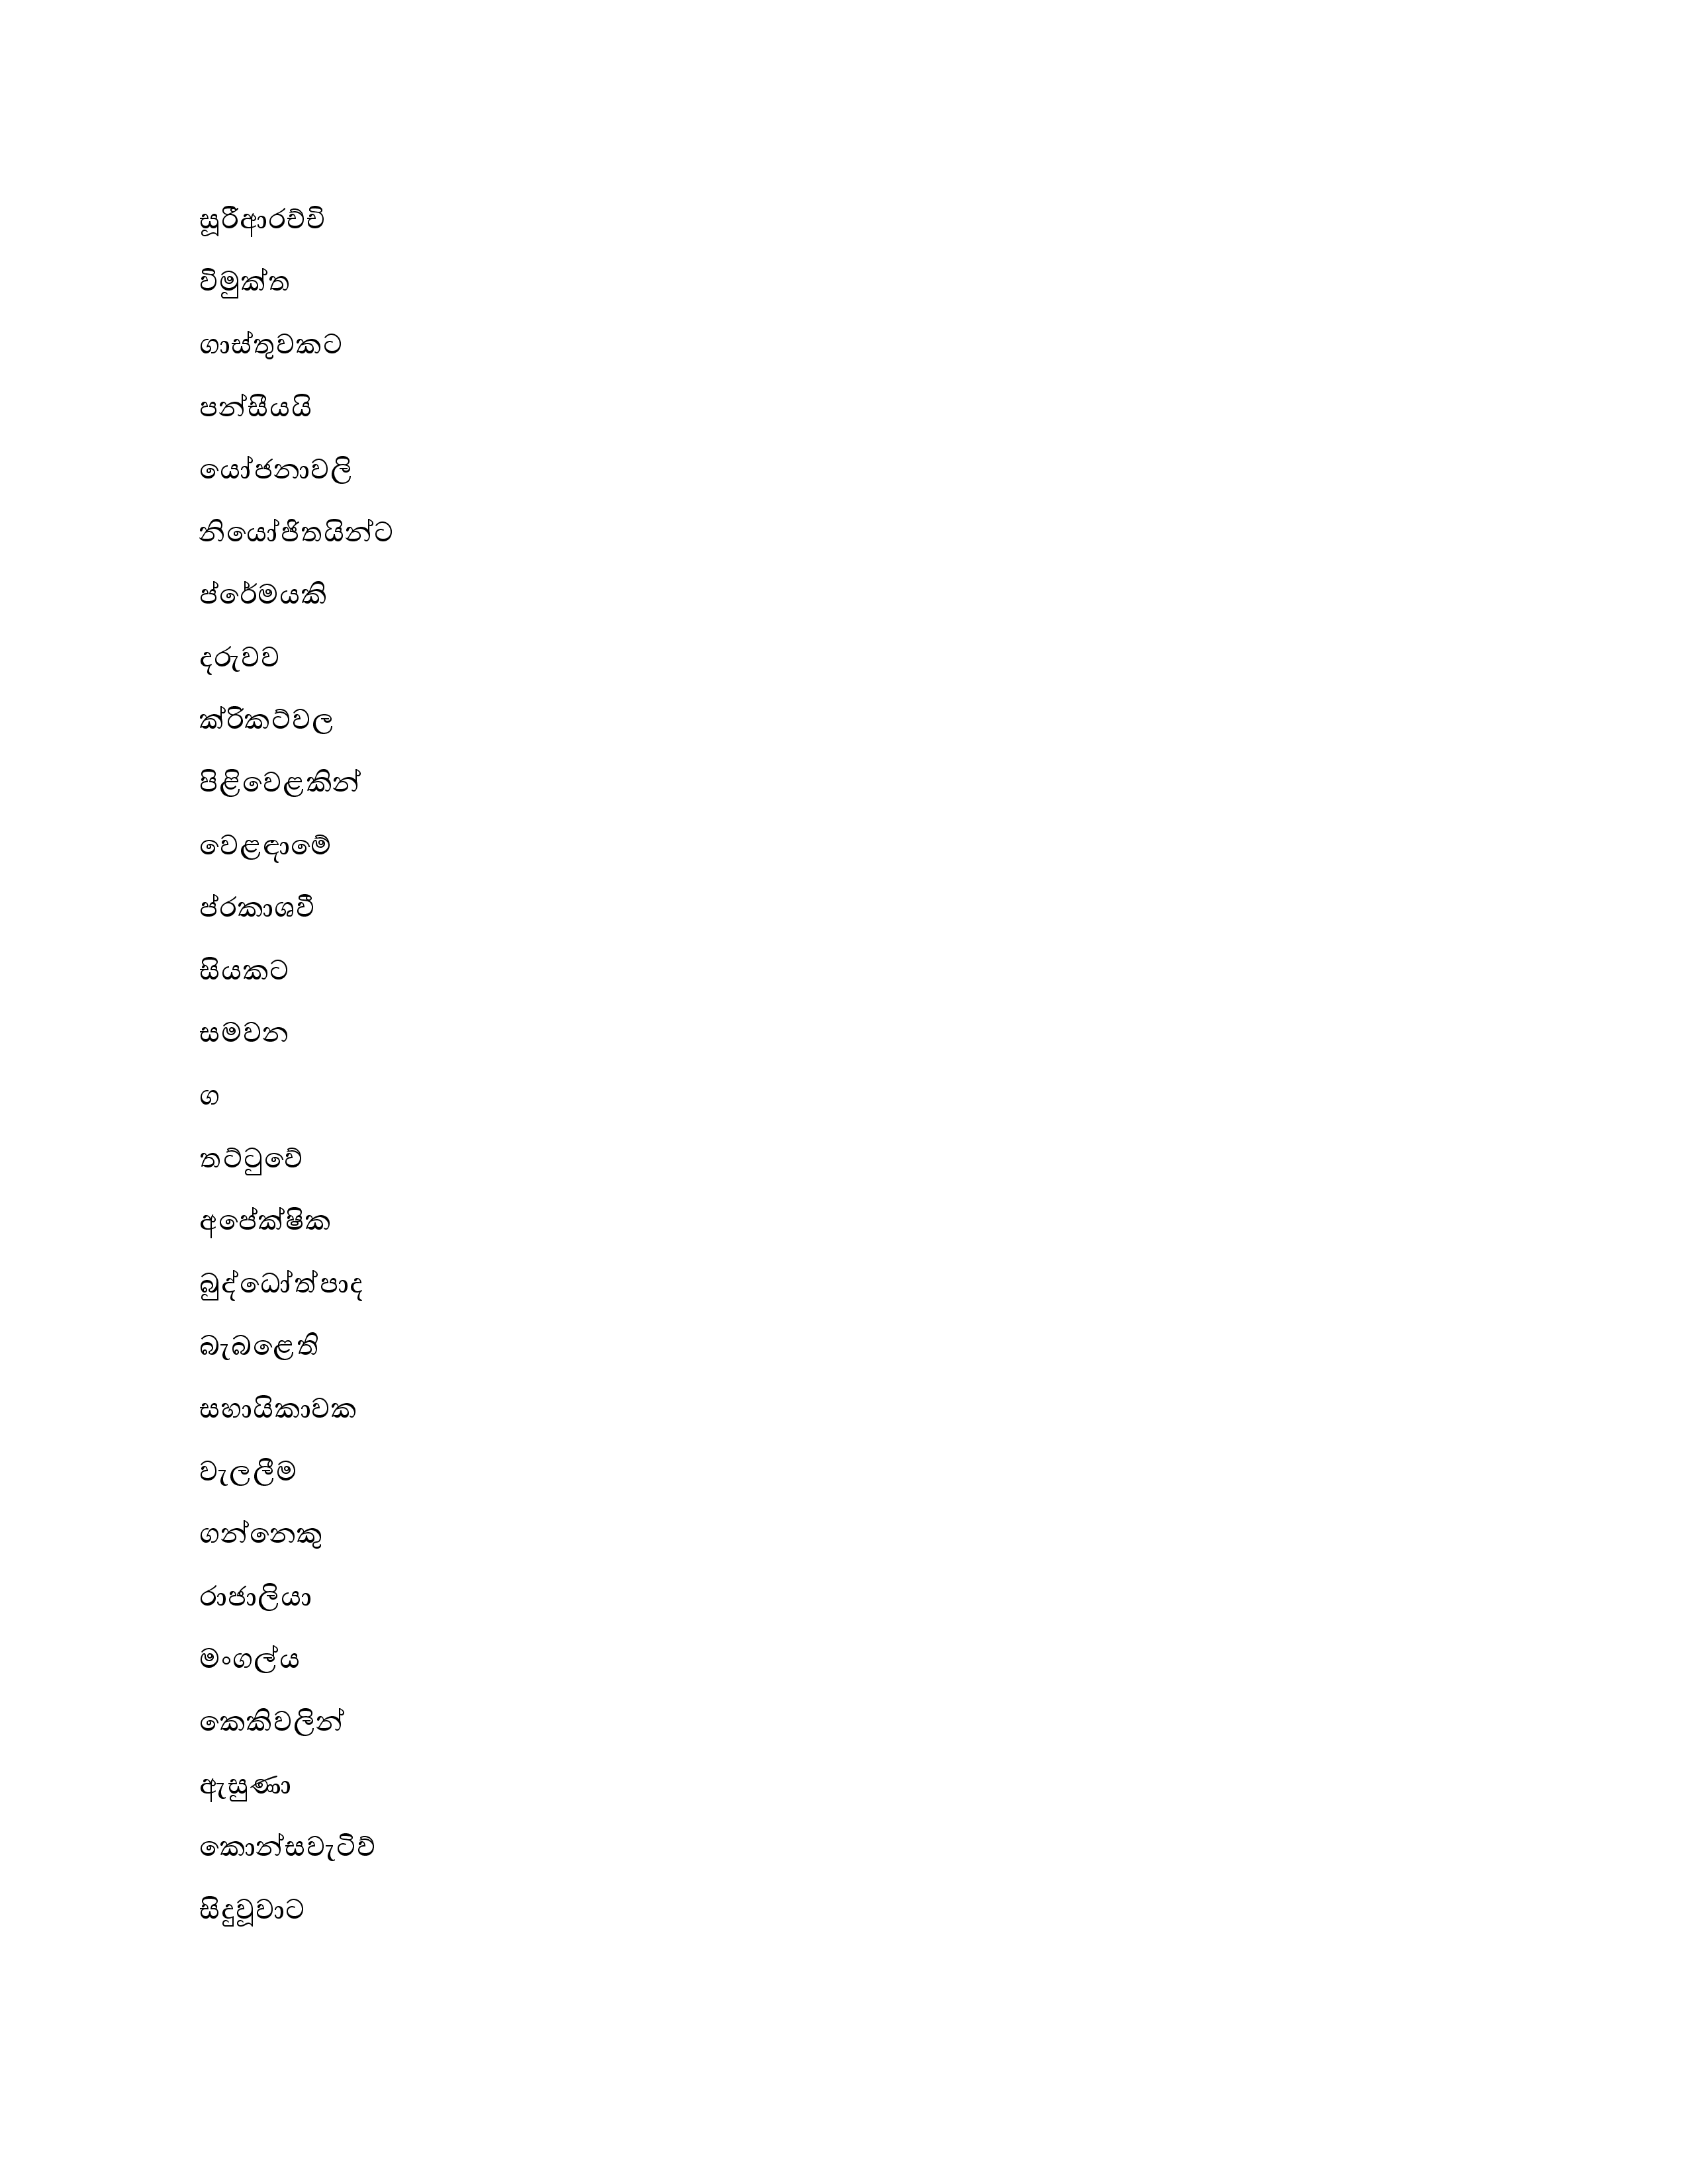 සූරීආරච්චි
විමුක්ත
ගාස්තුවකට
පන්සීයයි
යෝජනාවලි
නියෝජිතයින්ට
ප්රේමයකි
දරුවව
ක්රිකට්වල
පිළිවෙළකින්
වෙළඳාමේ
ප්රකාශවී
සියකට
සමවන
ග
තට්ටුවේ
අපේක්ෂික
බුද්ධෝත්පාද
බැබළෙති
සහායිකාවක
වැලලීම
ගන්නෙකු
රාජාලියා
මංගල්ය
කෙකිවලින්
ඇසුණා
කොන්සවැටිව්
සිදුවූවාට